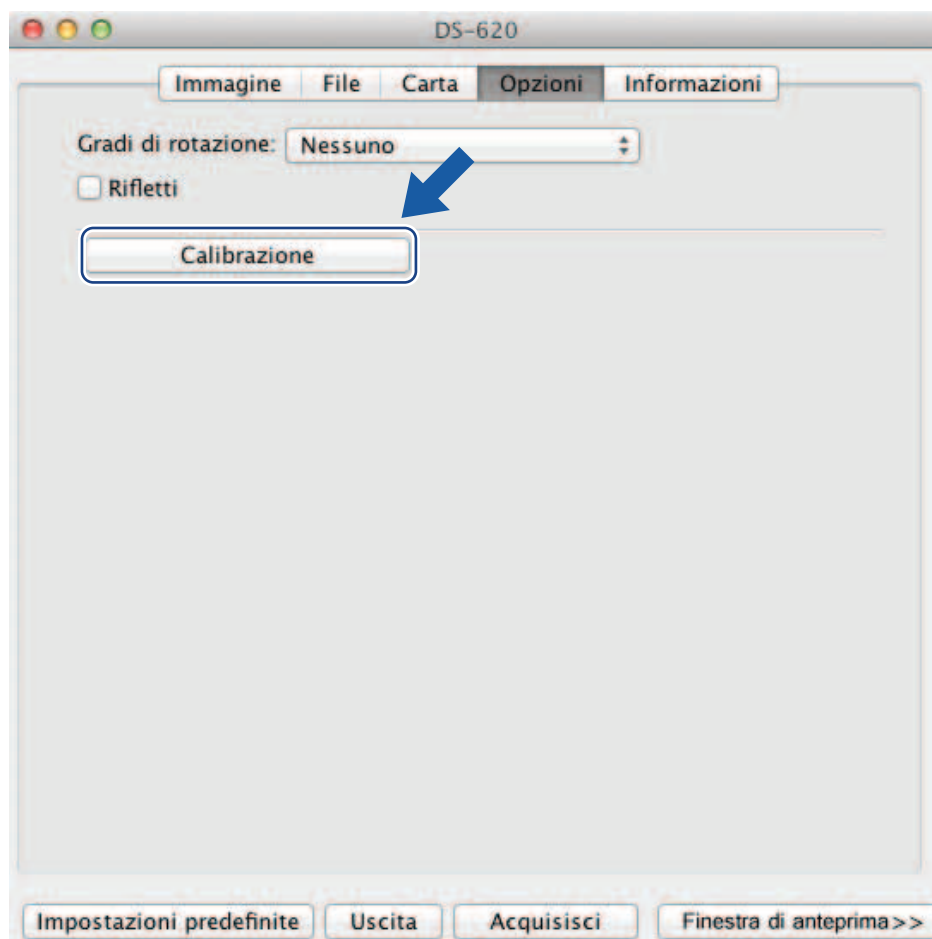 DS-620
Immagine File Carta Opzioni Informazioni
Gradi di rotazione: Nessuno
Rifletti
Calibrazione
Impostazioni predefinite Uscita Acquisisci Finestra di anteprima>>